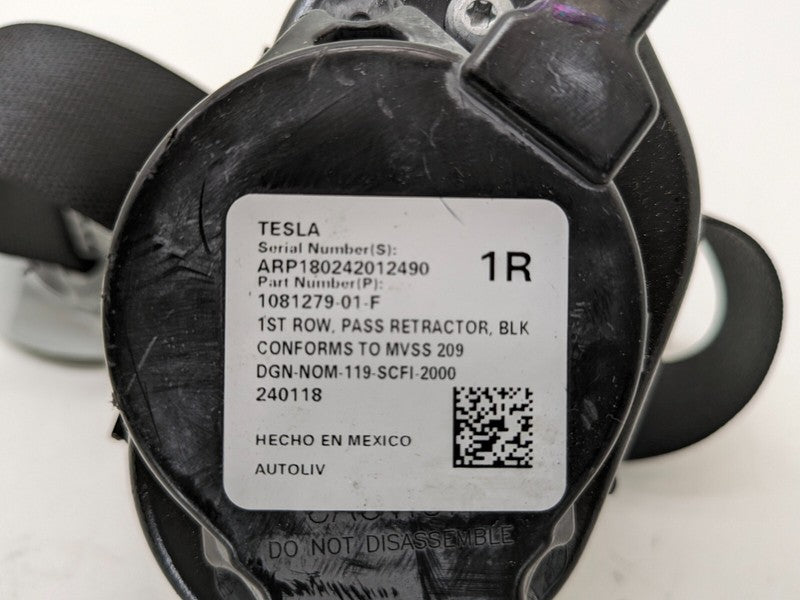 TESLA
Serial Number(S):
ARP180242012490
1R
Part Number(P):
1081279-01-F
1ST ROW, PASS RETRACTOR, BLK
CONFORMS TO MVSS 209
DGN-NOM-119-SCFI-2000
240118
HECHO EN MEXICO
AUTOLIV
DO NOT DISASSEMBLE